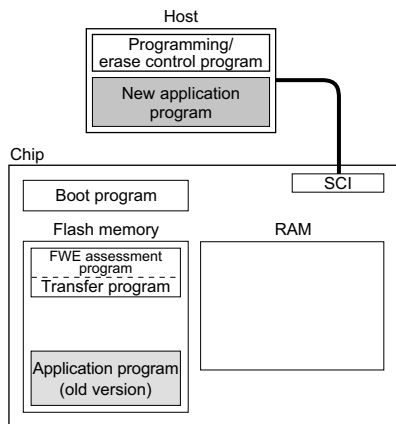 Host
Programming/
erase control program
New application
program
Chip
SCI
Boot program
Flash memory
RAM
FWE assessment
program
Transfer program
Application program
(old version)